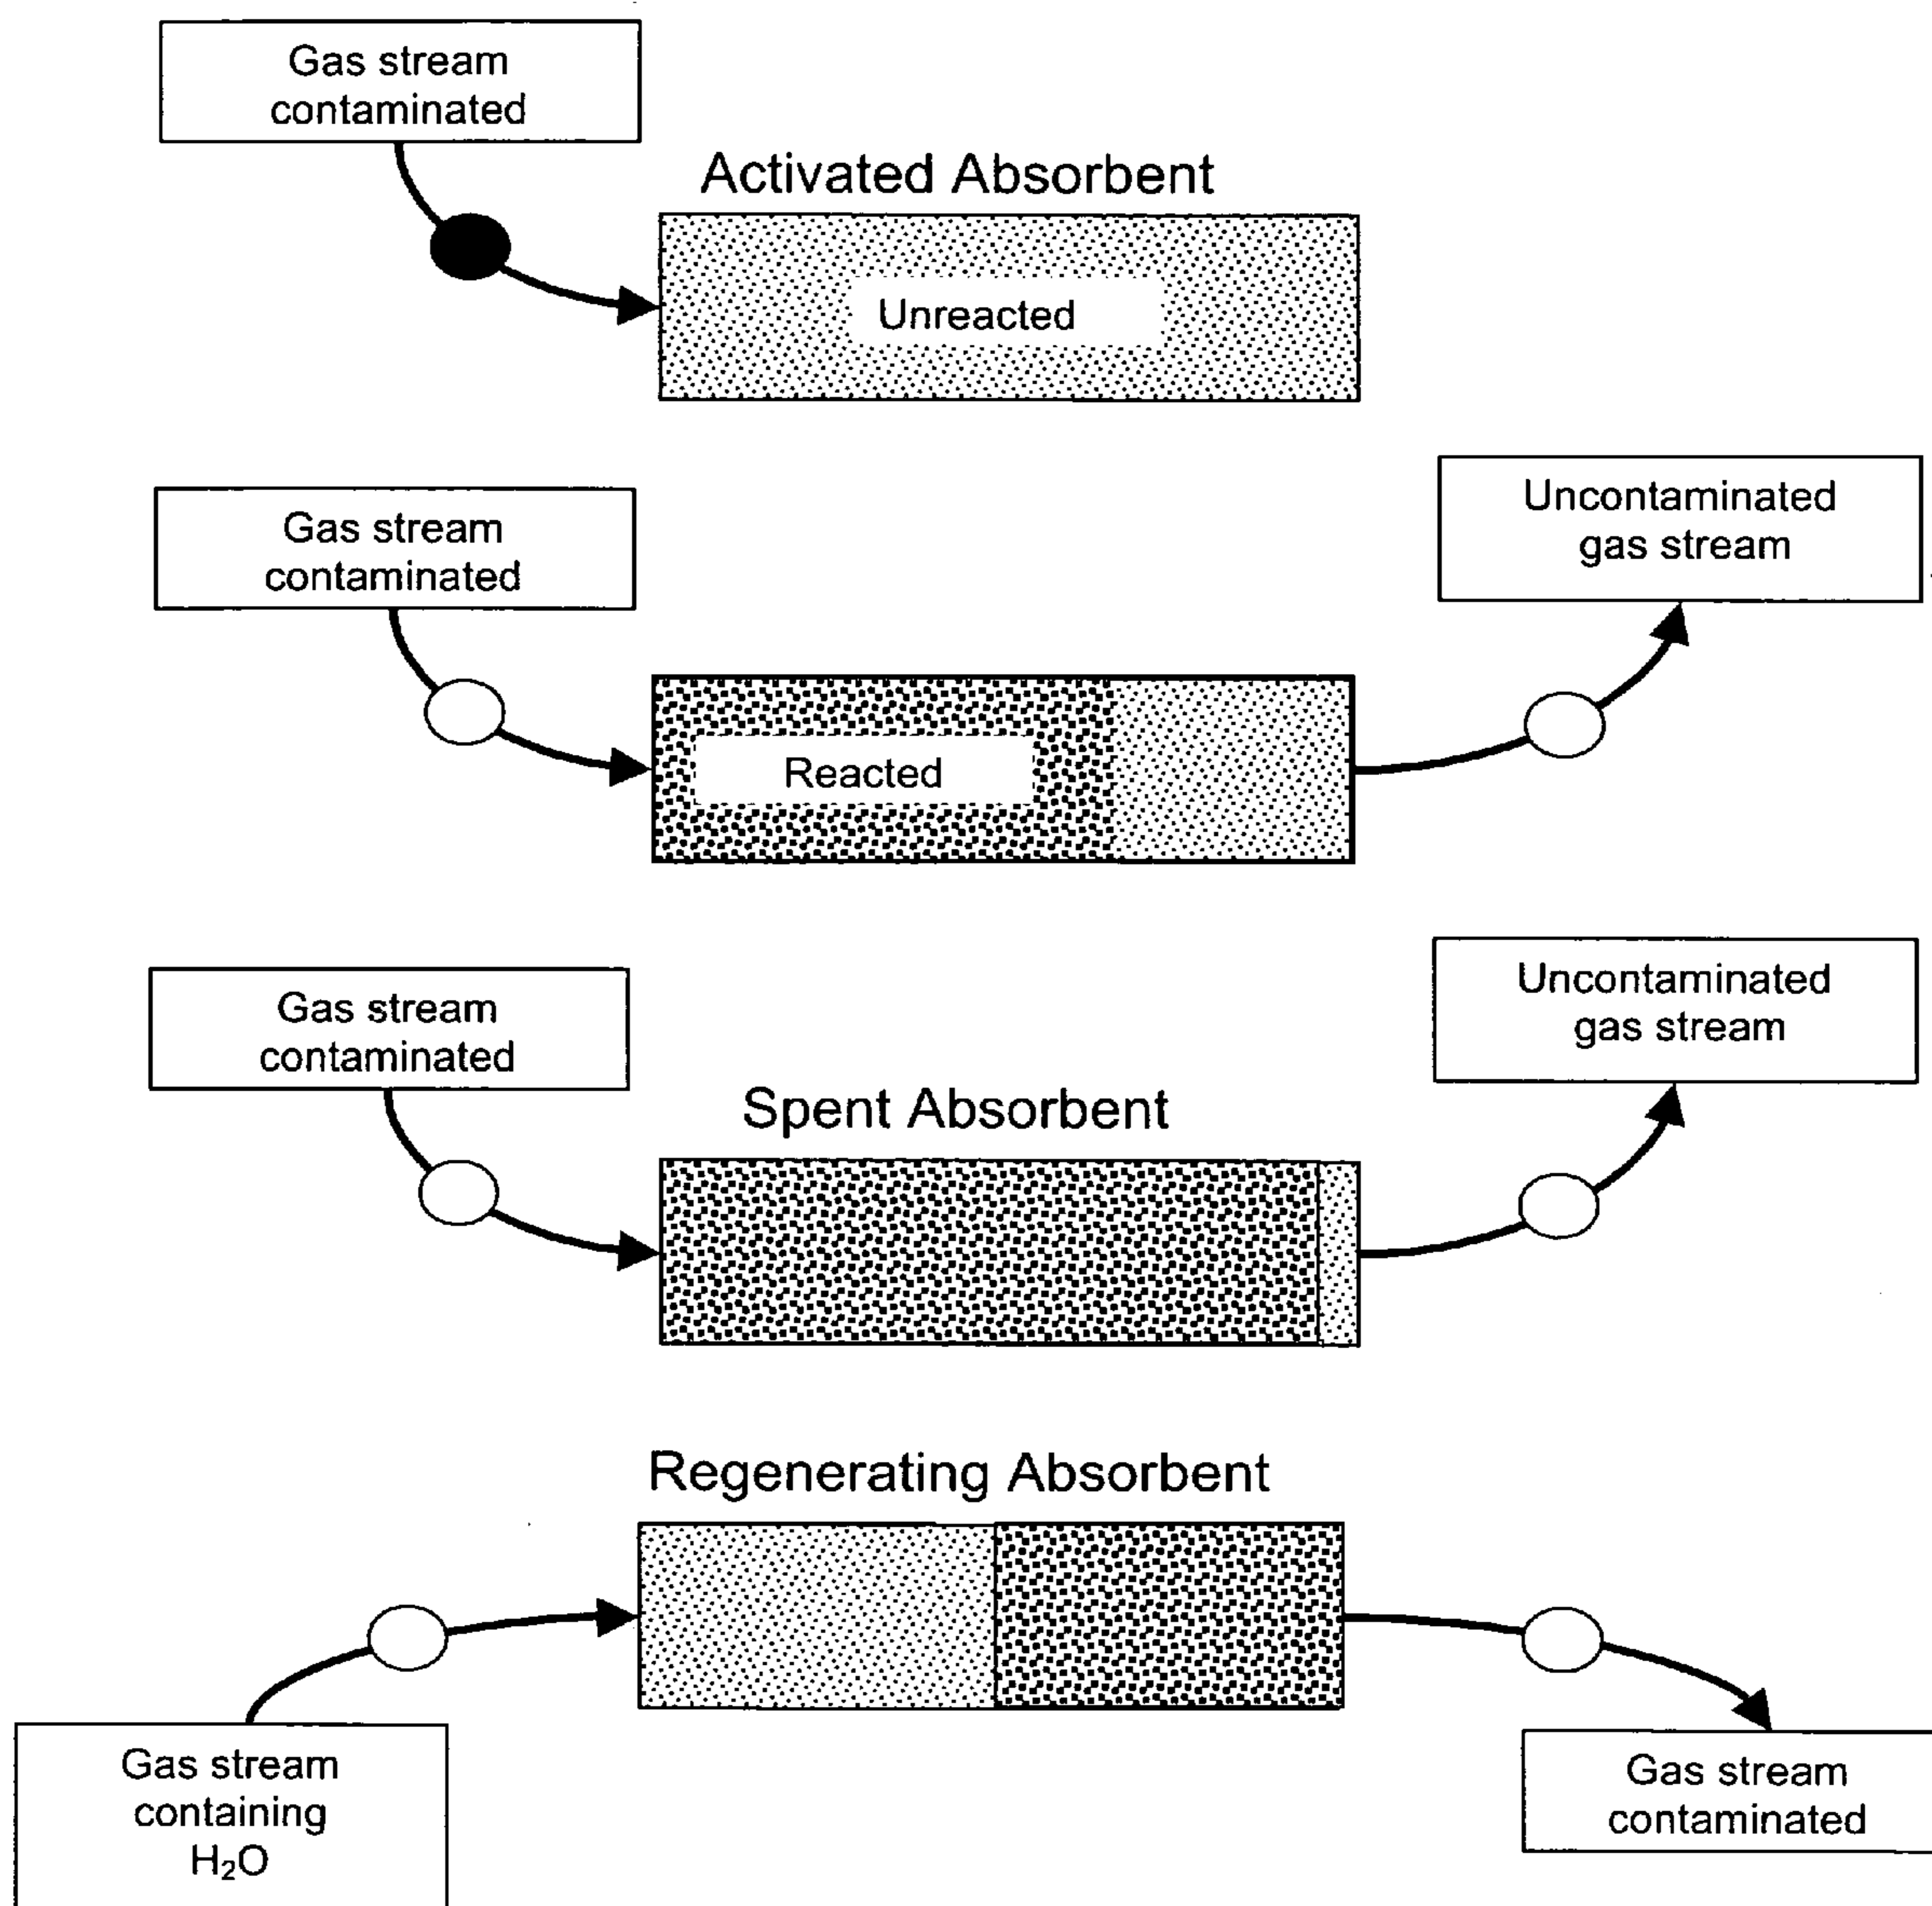 Gas stream
contaminated
Activated Absorbent
Unreacted
Gas stream
contaminated
Uncontaminated
gas stream
Reacted
Gas stream
contaminated
Uncontaminated
gas stream
Spent Absorbent
Regenerating Absorbent
Gas stream
containing
H₂O
Gas stream
contaminated